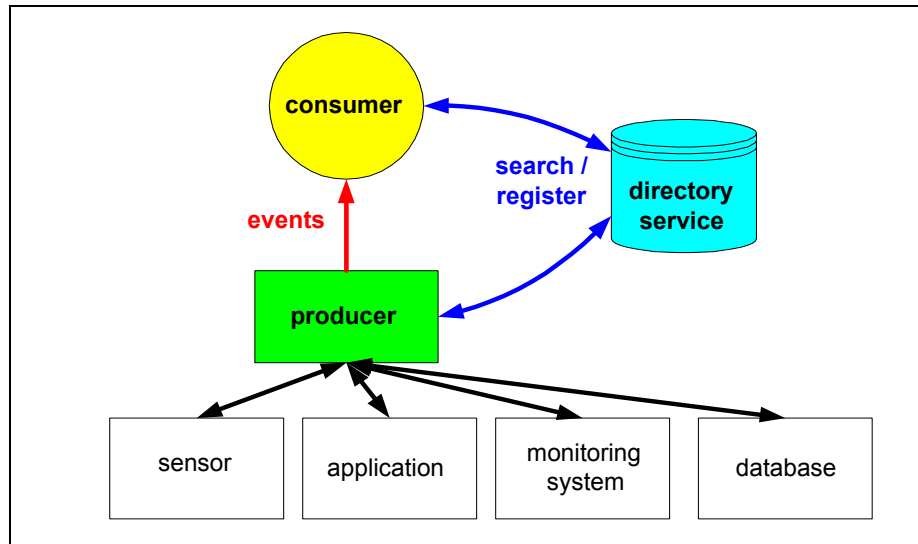 consumer
search /
register
directory
service
events
producer
sensor
application
monitoring
system
database